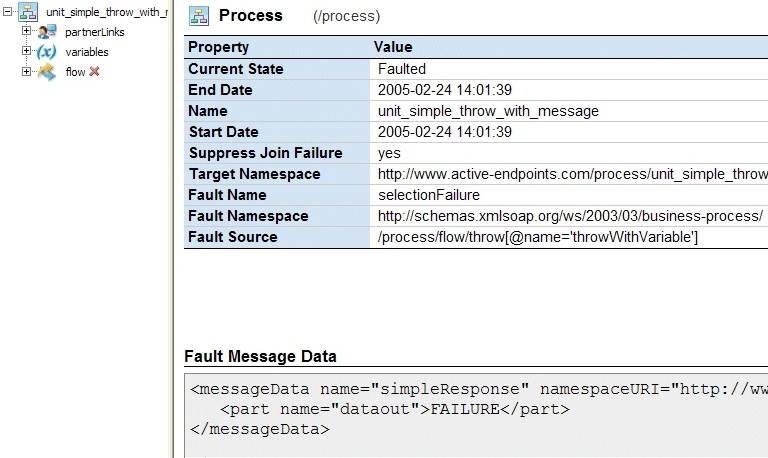 unit_simple_throw_with_
partnerLinks
variables
flow
Process (/process)
Property Value
Current State Faulted
End Date 2005-02-24 14:01:39
Name unit_simple_throw_with_message
Start Date 2005-02-24 14:01:39
Suppress Join Failure yes
Target Namespace http://www.active-endpoints.com/process/unit_simple_throw
Fault Name selectionFailure
Fault Namespace http://schemas.xmlsoap.org/ws/2003/03/business-process/
Fault Source /process/flow/throw[@name='throwWithVariable']
Fault Message Data
<messageData name="simpleResponse" namespaceURI="http://ww
<part name="dataout">FAILURE</part>
</messageData>